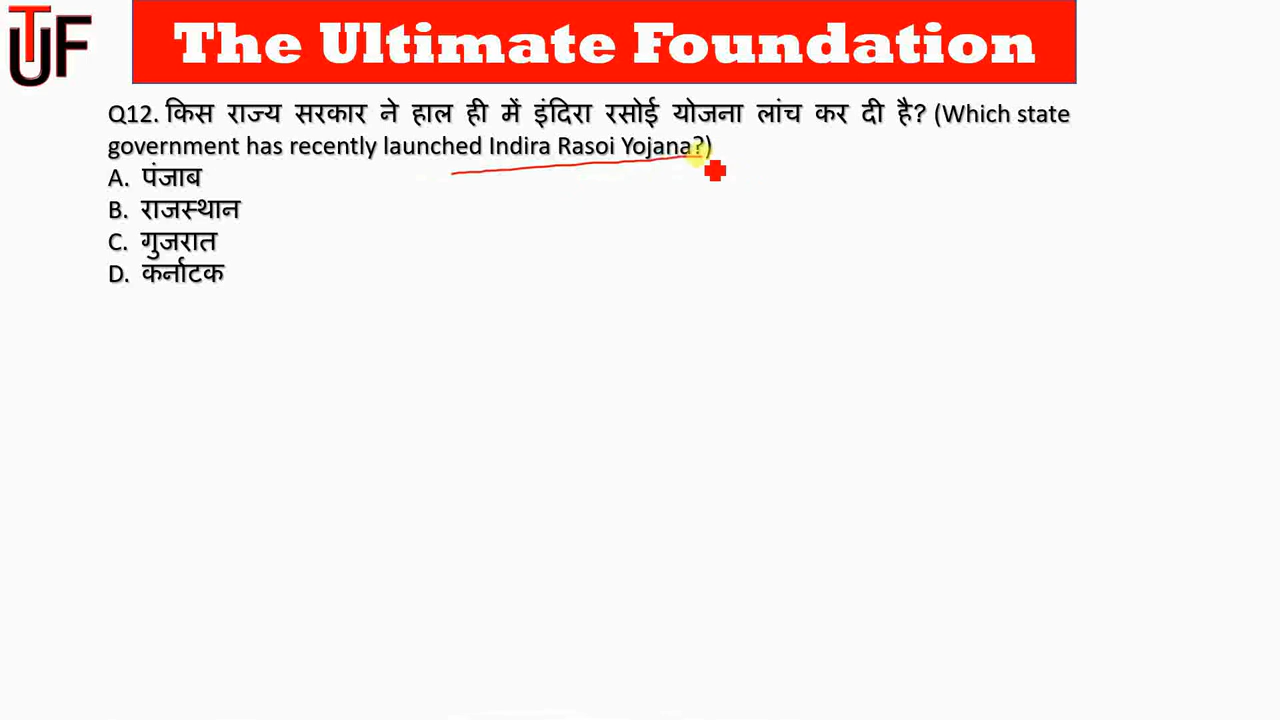 TUF
The Ultimate Foundation
Q12. किस राज्य सरकार ने हाल ही में इंदिरा रसोई योजना लांच कर दी है? (Which state
government has recently launched Indira Rasoi Yojana?)
A. पंजाब
B. राजस्थान
C. गुजरात
D. कर्नाटक